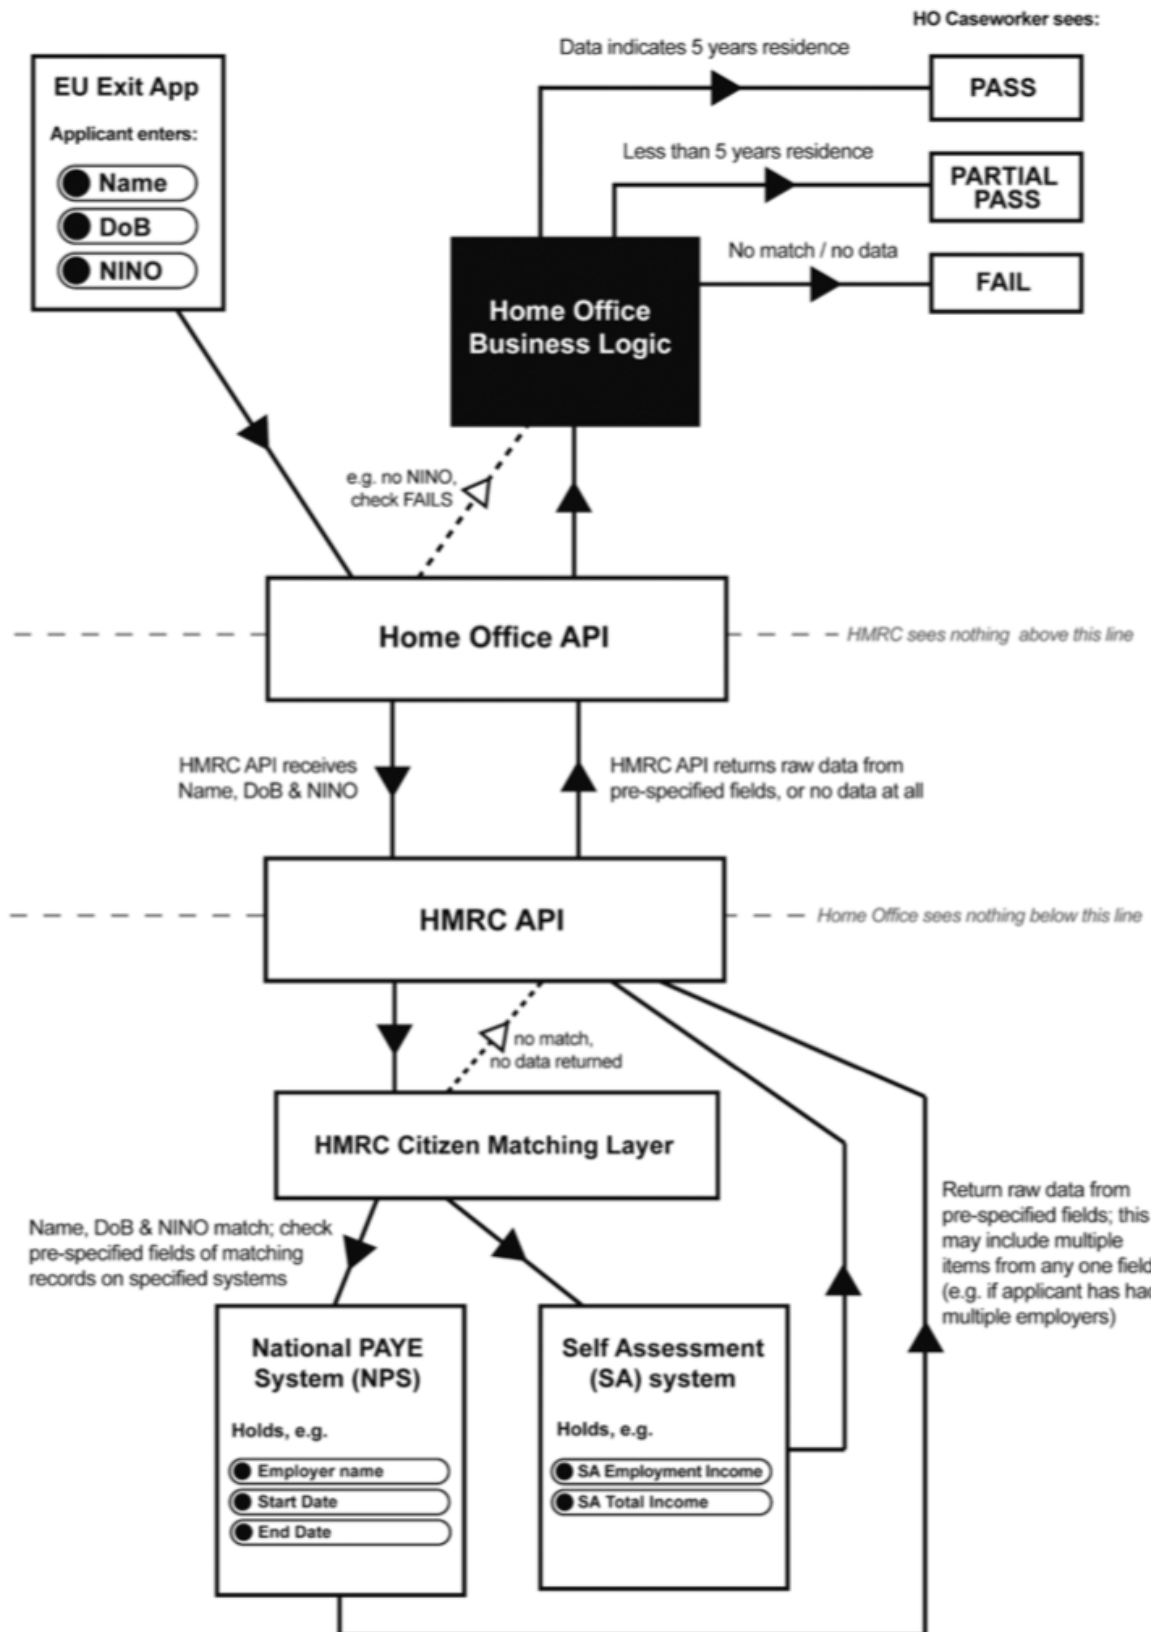 HO Caseworker sees:
EU Exit App
Applicant enters:
Name
DoB
NINO
Data indicates 5 years residence
PASS
Less than 5 years residence
PARTIAL
PASS
No match / no data
FAIL
Home Office
Business Logic
e.g. no NINO,
check FAILS
Home Office API
HMRC sees nothing above this line
HMRC API receives
Name, DoB & NINO
HMRC API returns raw data from
pre-specified fields, or no data at all
HMRC API
Home Office sees nothing below this line
no match,
no data returned
HMRC Citizen Matching Layer
Name, DoB & NINO match; check
pre-specified fields of matching
records on specified systems
Return raw data from
pre-specified fields; this
may include multiple
items from any one field
(e.g. if applicant has had
multiple employers)
National PAYE
System (NPS)
Holds, e.g.
Employer name
Start Date
End Date
Self Assessment
(SA) system
Holds, e.g.
SA Employment Income
SA Total Income